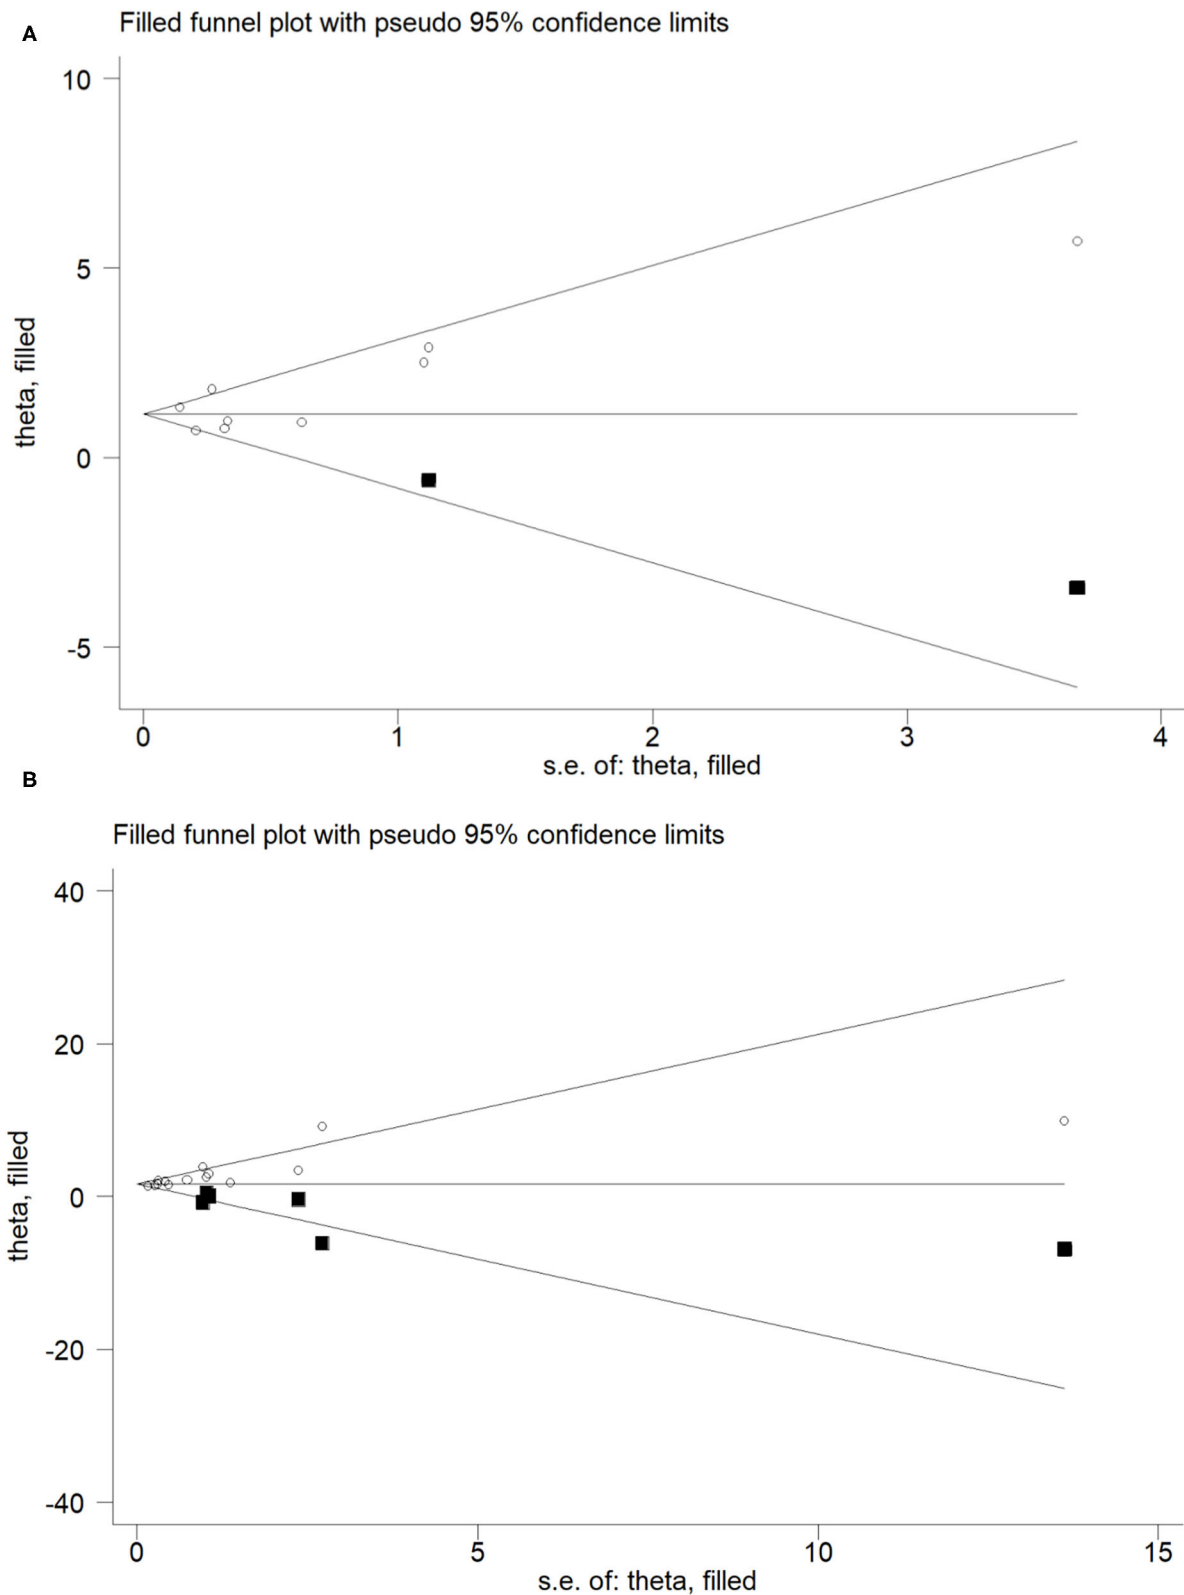 A
Filled funnel plot with pseudo 95% confidence limits
10
5
0
-5
theta, filled
0 1 2 3 4
s.e. of: theta, filled
B
Filled funnel plot with pseudo 95% confidence limits
40
20
0
-20
-40
theta, filled
0 5 10 15
s.e. of: theta, filled